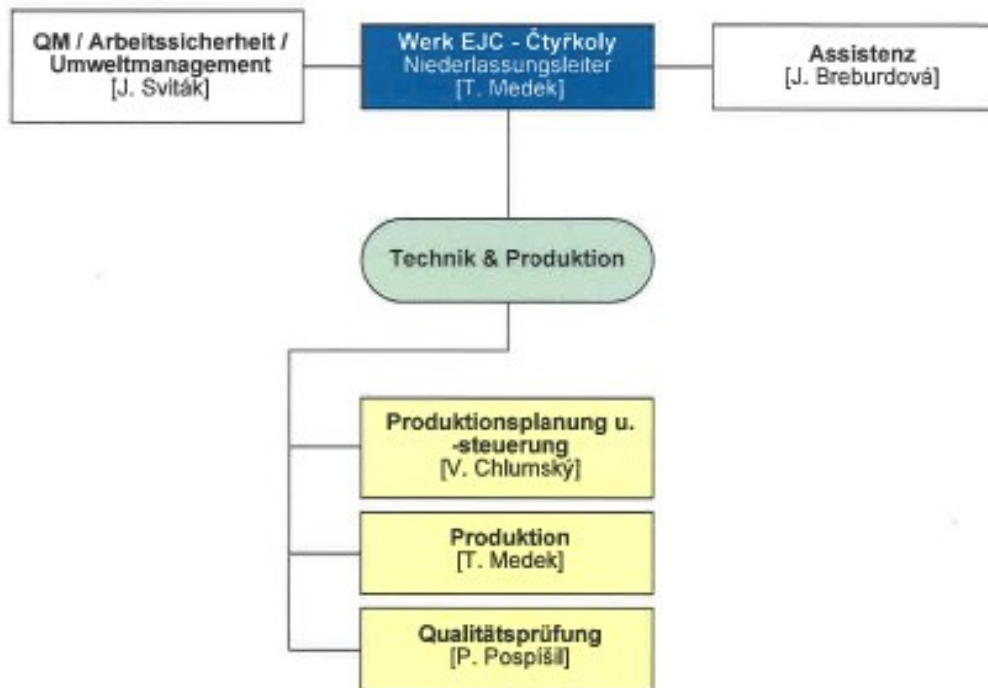 QM / Arbeitssicherheit /
Umweltmanagement
[J. Sviták]
Werk EJC - Čtyřkoly
Niederlassungsleiter
[T. Medek]
Assistenz
[J. Breburdová]
Technik & Produktion
Produktionsplanung u.
-steuerung
[V. Chlumský]
Produktion
[T. Medek]
Qualitätsprüfung
[P. Pospíšil]